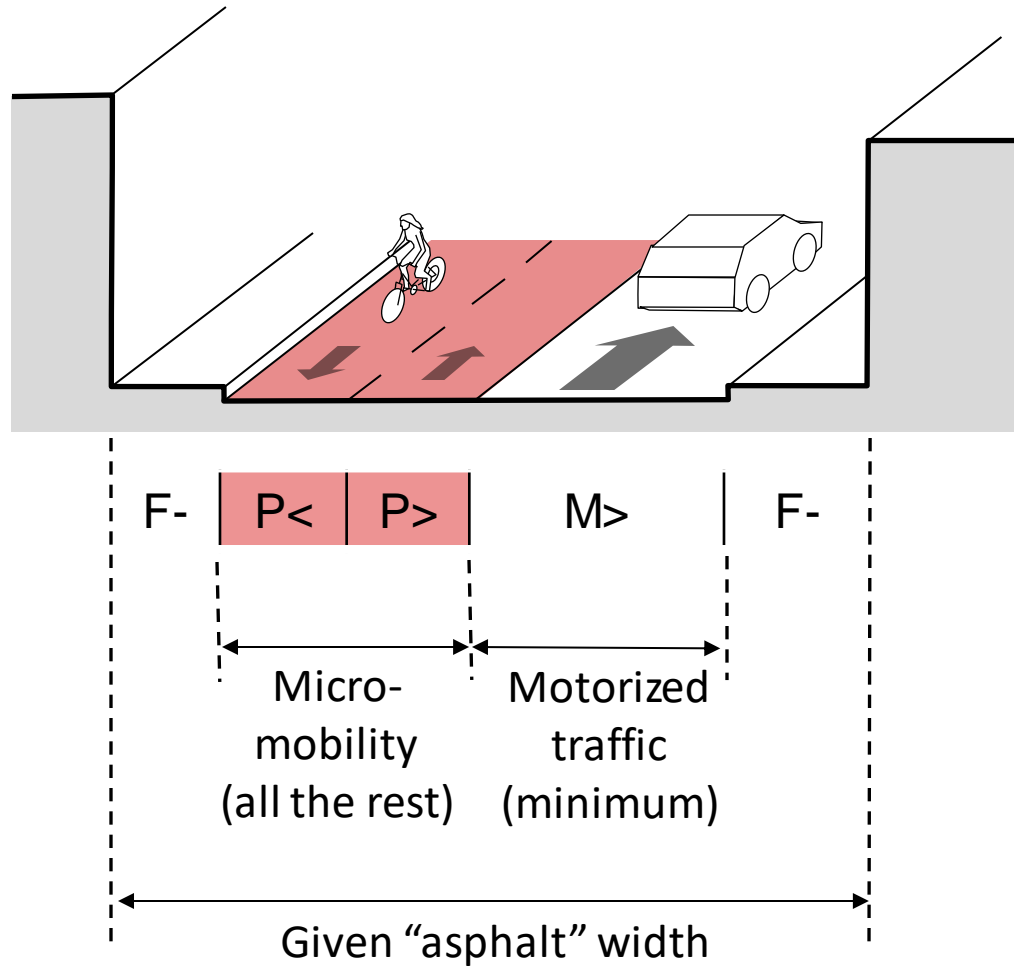 F- P< P> M> F-
Micro-
mobility
(all the rest)
Motorized
traffic
(minimum)
Given “asphalt” width